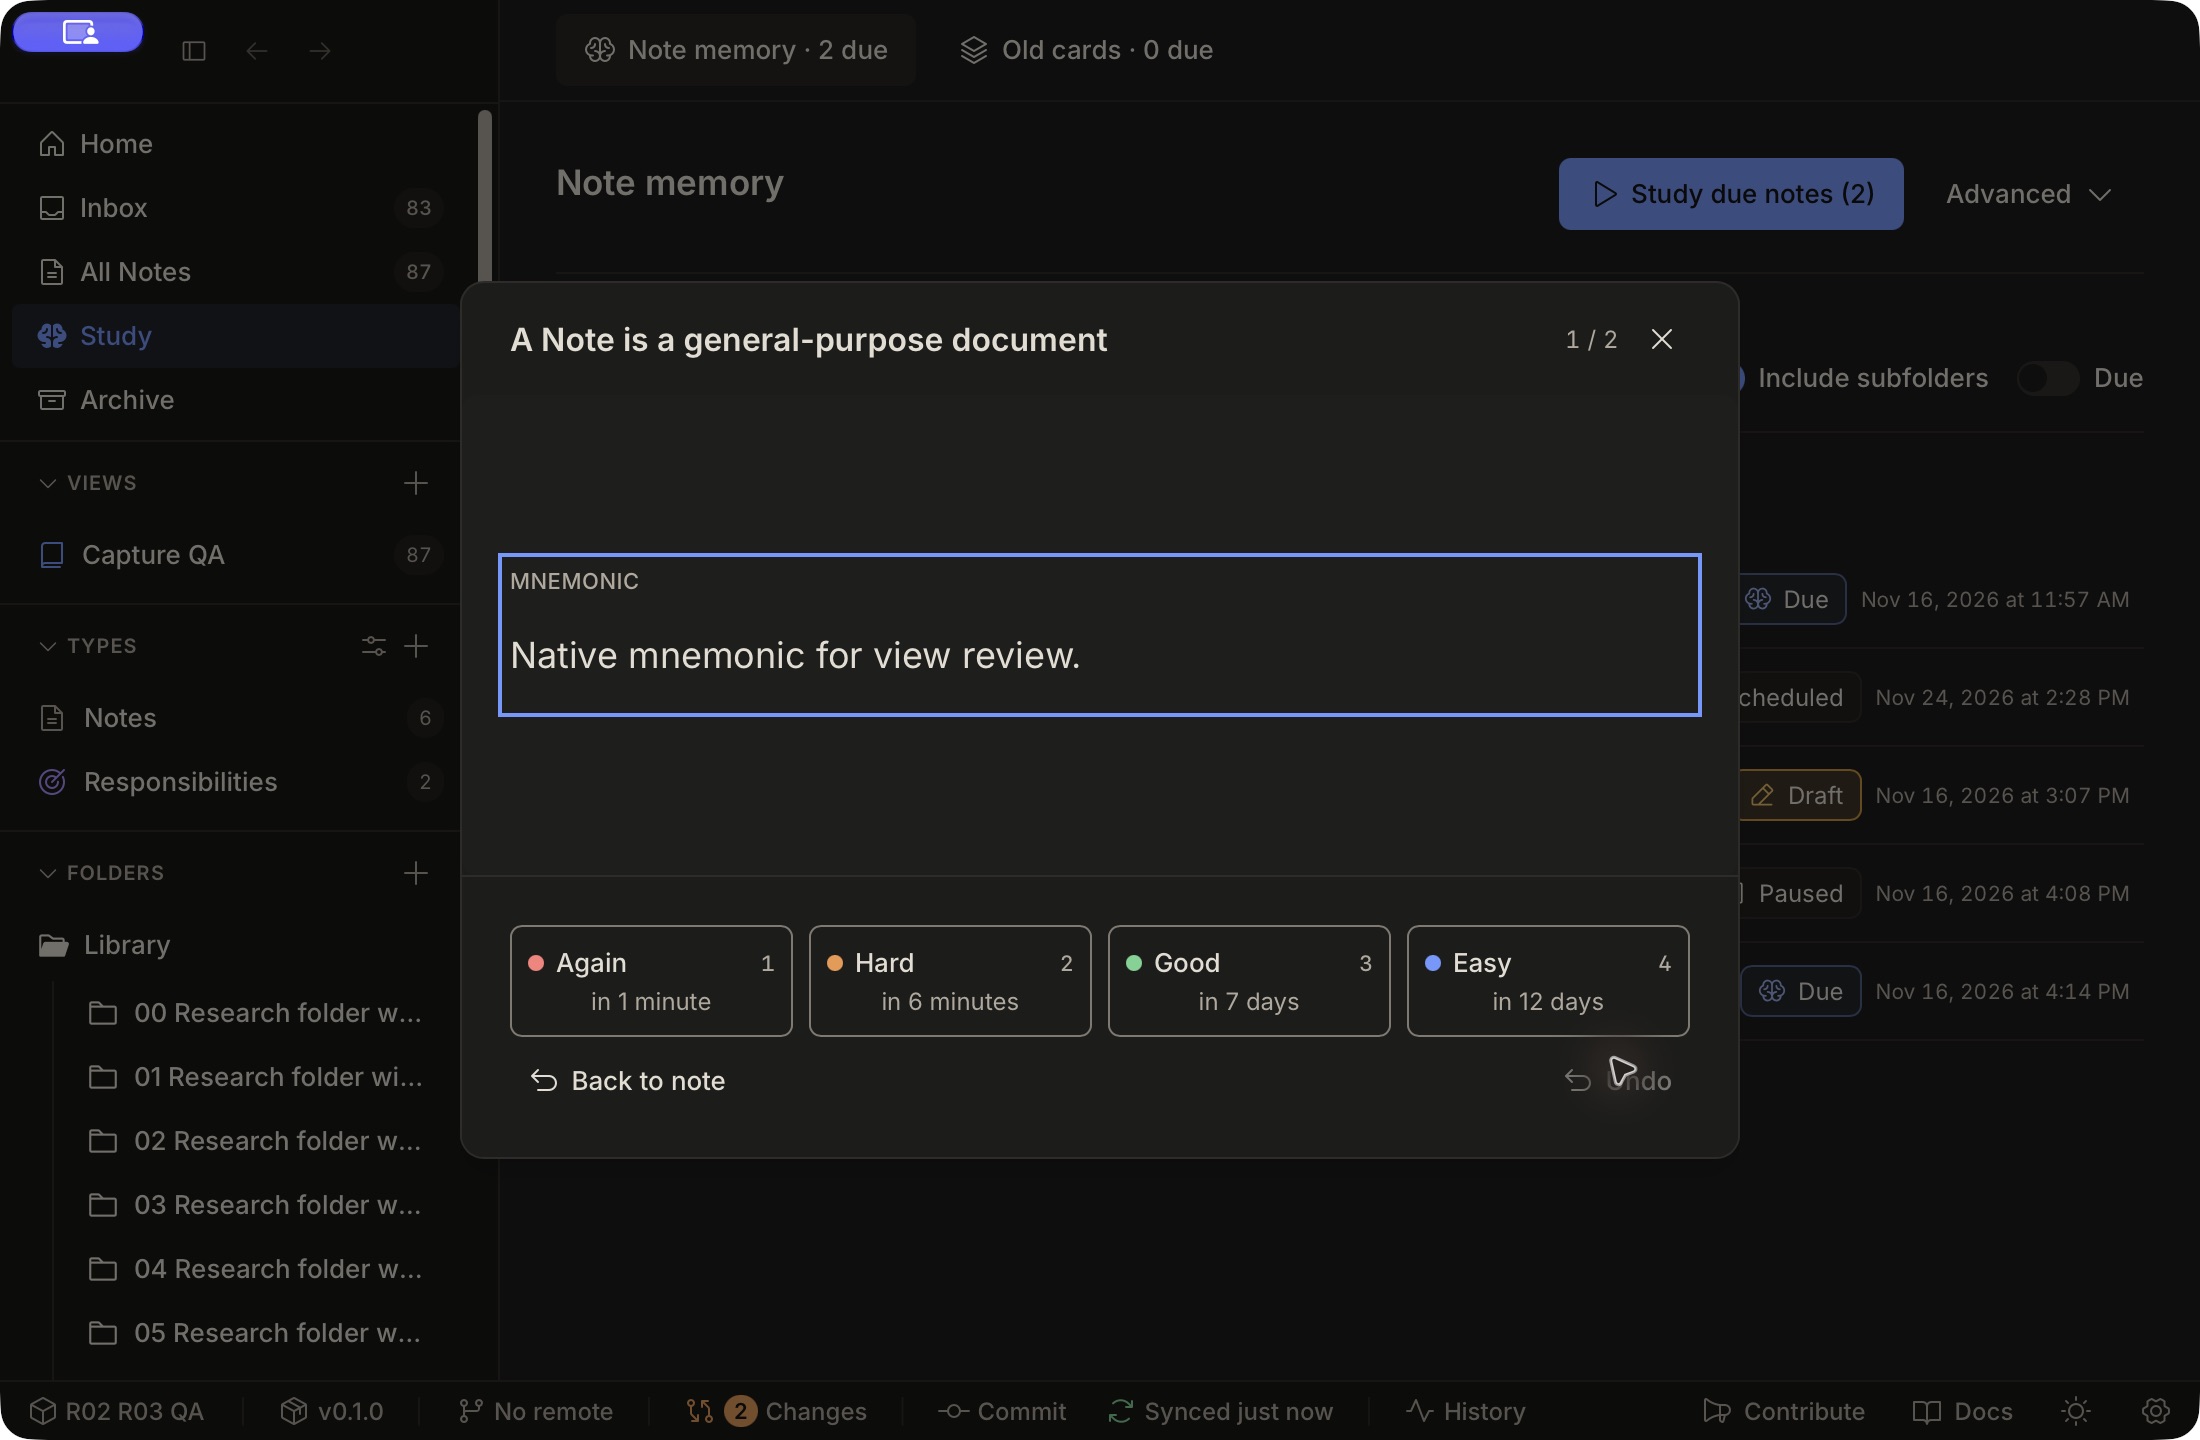 Note memory · 2 due
Old cards · 0 due
Home
Inbox 83
All Notes 87
Study
Archive
VIEWS
Capture QA 87
TYPES
Notes 6
Responsibilities 2
FOLDERS
Library
00 Research folder w...
01 Research folder wi...
02 Research folder w...
03 Research folder w...
04 Research folder w...
05 Research folder w...
Note memory
Study due notes (2)
Advanced
Include subfolders
Due
Due Nov 16, 2026 at 11:57 AM
Nov 24, 2026 at 2:28 PM
Draft Nov 16, 2026 at 3:07 PM
Paused Nov 16, 2026 at 4:08 PM
Due Nov 16, 2026 at 4:14 PM
A Note is a general-purpose document
1 / 2
MNEMONIC
Native mnemonic for view review.
Again 1
in 1 minute
Hard 2
in 6 minutes
Good 3
in 7 days
Easy 4
in 12 days
Back to note
Undo
R02 R03 QA
v0.1.0
No remote
2 Changes
Commit
Synced just now
History
Contribute
Docs